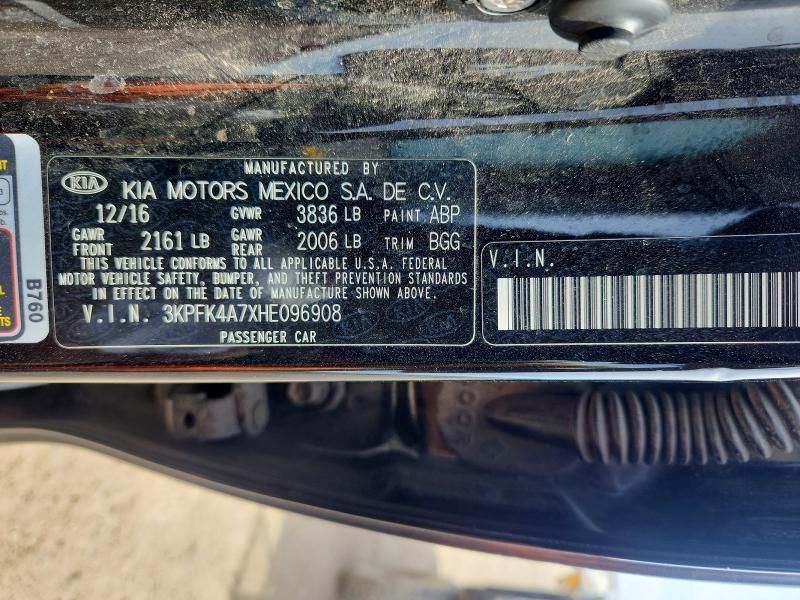 MANUFACTURED BY
KIA KIA MOTORS MEXICO S.A. DE C.V.
12/16 GVWR 3836 LB PAINT ABP
GAWR FRONT 2161 LB GAWR REAR 2006 LB TRIM BGG
THIS VEHICLE CONFORMS TO ALL APPLICABLE U.S.A. FEDERAL
MOTOR VEHICLE SAFETY, BUMPER, AND THEFT PREVENTION STANDARDS
IN EFFECT ON THE DATE OF MANUFACTURE SHOWN ABOVE.
V.I.N. 3KPFK4A7XHE096908
PASSENGER CAR
V.I.N.
B760
DOOR